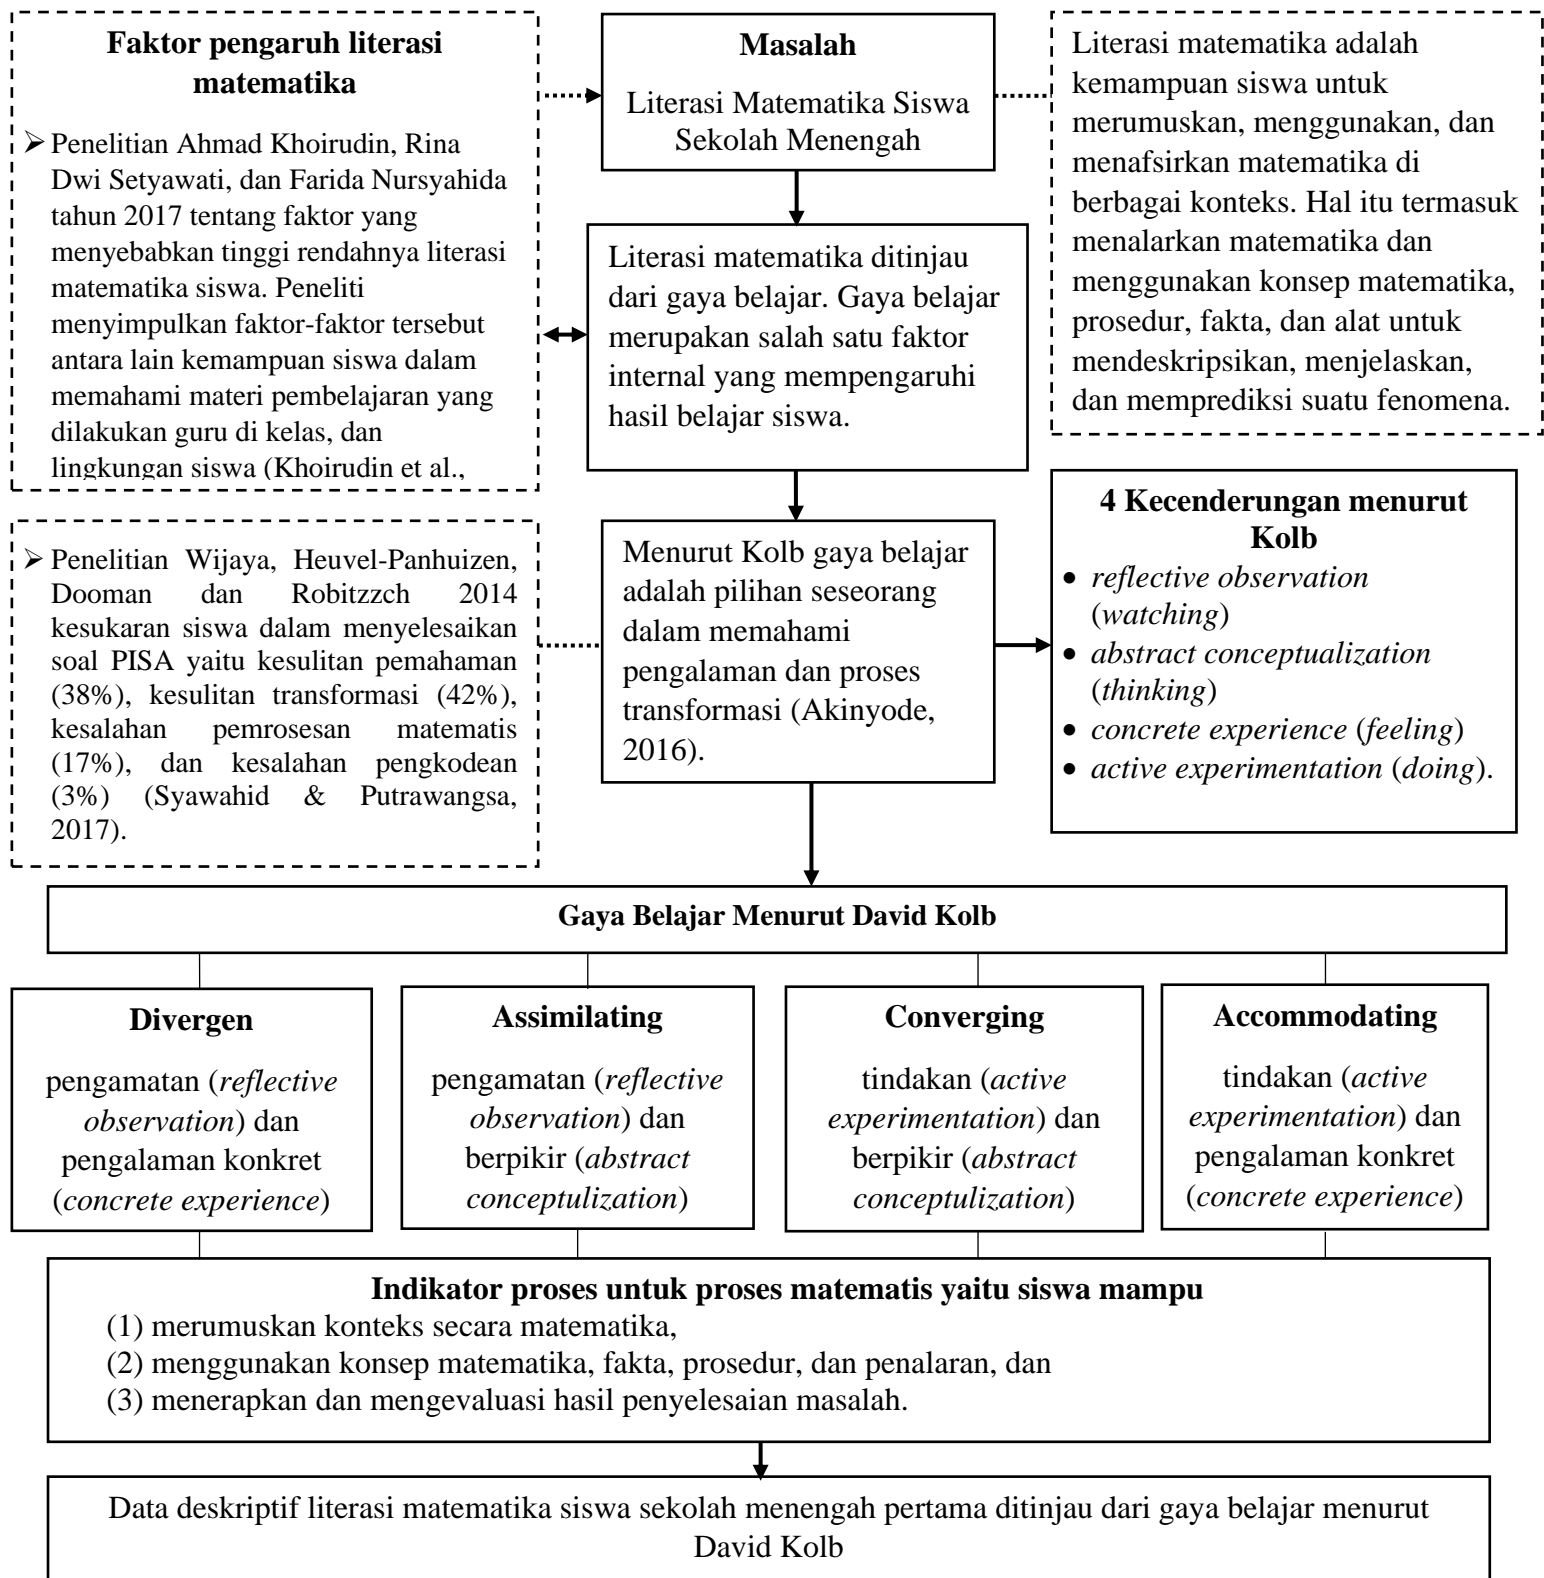 Faktor pengaruh literasi
matematika
➢ Penelitian Ahmad Khoirudin, Rina
Dwi Setyawati, dan Farida Nursyahida
tahun 2017 tentang faktor yang
menyebabkan tinggi rendahnya literasi
matematika siswa. Peneliti
menyimpulkan faktor-faktor tersebut
antara lain kemampuan siswa dalam
memahami materi pembelajaran yang
dilakukan guru di kelas, dan
lingkungan siswa (Khoirudin et al.,
Masalah
Literasi Matematika Siswa
Sekolah Menengah
Literasi matematika adalah
kemampuan siswa untuk
merumuskan, menggunakan, dan
menafsirkan matematika di
berbagai konteks. Hal itu termasuk
menalarkan matematika dan
menggunakan konsep matematika,
prosedur, fakta, dan alat untuk
mendeskripsikan, menjelaskan,
dan memprediksi suatu fenomena.
Literasi matematika ditinjau
dari gaya belajar. Gaya belajar
merupakan salah satu faktor
internal yang mempengaruhi
hasil belajar siswa.
➢ Penelitian Wijaya, Heuvel-Panhuizen,
Dooman dan Robitzzch 2014
kesukaran siswa dalam menyelesaikan
soal PISA yaitu kesulitan pemahaman
(38%), kesulitan transformasi (42%),
kesalahan pemrosesan matematis
(17%), dan kesalahan pengkodean
(3%) (Syawahid & Putrawangsa,
2017).
Menurut Kolb gaya belajar
adalah pilihan seseorang
dalam memahami
pengalaman dan proses
transformasi (Akinyode,
2016).
4 Kecenderungan menurut
Kolb
• reflective observation
(watching)
• abstract conceptualization
(thinking)
• concrete experience (feeling)
• active experimentation (doing).
Gaya Belajar Menurut David Kolb
Divergen
pengamatan (reflective
observation) dan
pengalaman konkret
(concrete experience)
Assimilating
pengamatan (reflective
observation) dan
berpikir (abstract
conceptulization)
Converging
tindakan (active
experimentation) dan
berpikir (abstract
conceptulization)
Accommodating
tindakan (active
experimentation) dan
pengalaman konkret
(concrete experience)
Indikator proses untuk proses matematis yaitu siswa mampu
(1) merumuskan konteks secara matematika,
(2) menggunakan konsep matematika, fakta, prosedur, dan penalaran, dan
(3) menerapkan dan mengevaluasi hasil penyelesaian masalah.
Data deskriptif literasi matematika siswa sekolah menengah pertama ditinjau dari gaya belajar menurut
David Kolb